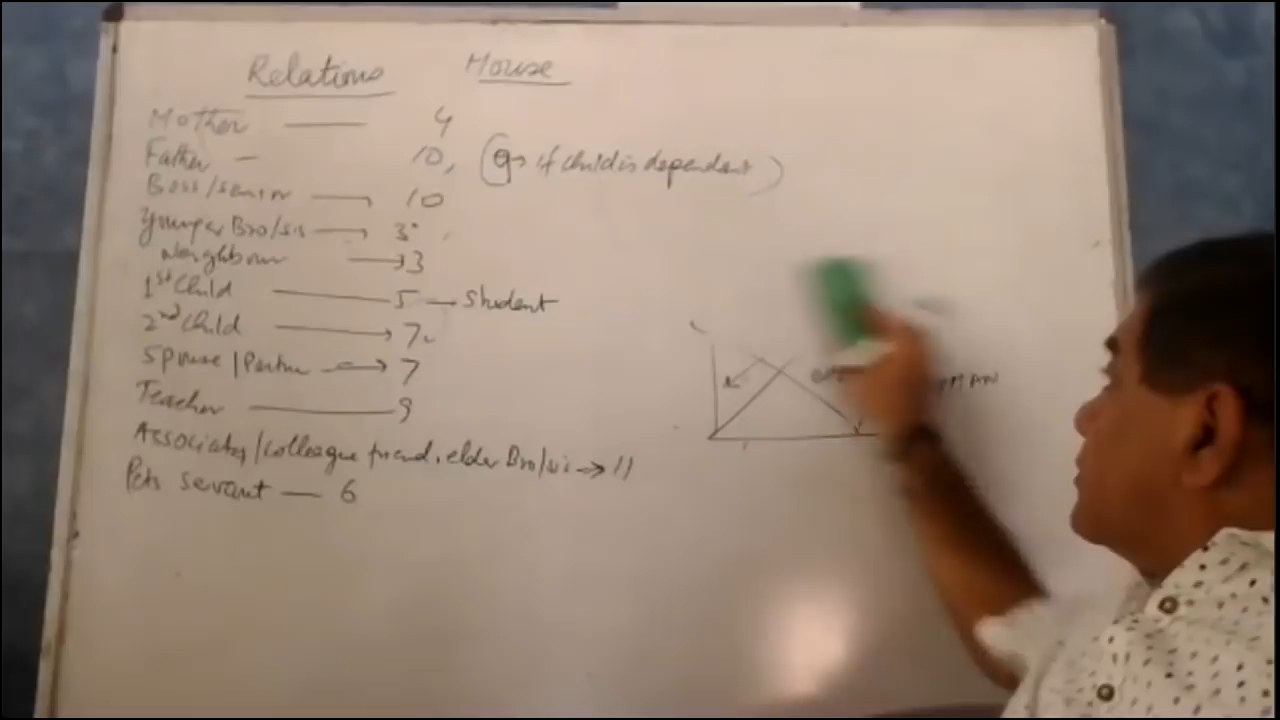 Relations House
Mother — 4
Father – 10, (9→ if child is dependent)
Boss/senior → 10
Younger Bro/sis → 3
Neighbour → 3
1st Child — 5 — student
2nd Child → 7
Spouse/Partner → 7
Teacher — 9
Associates/colleague friend, elder Bro/sis → 11
Pets servant — 6